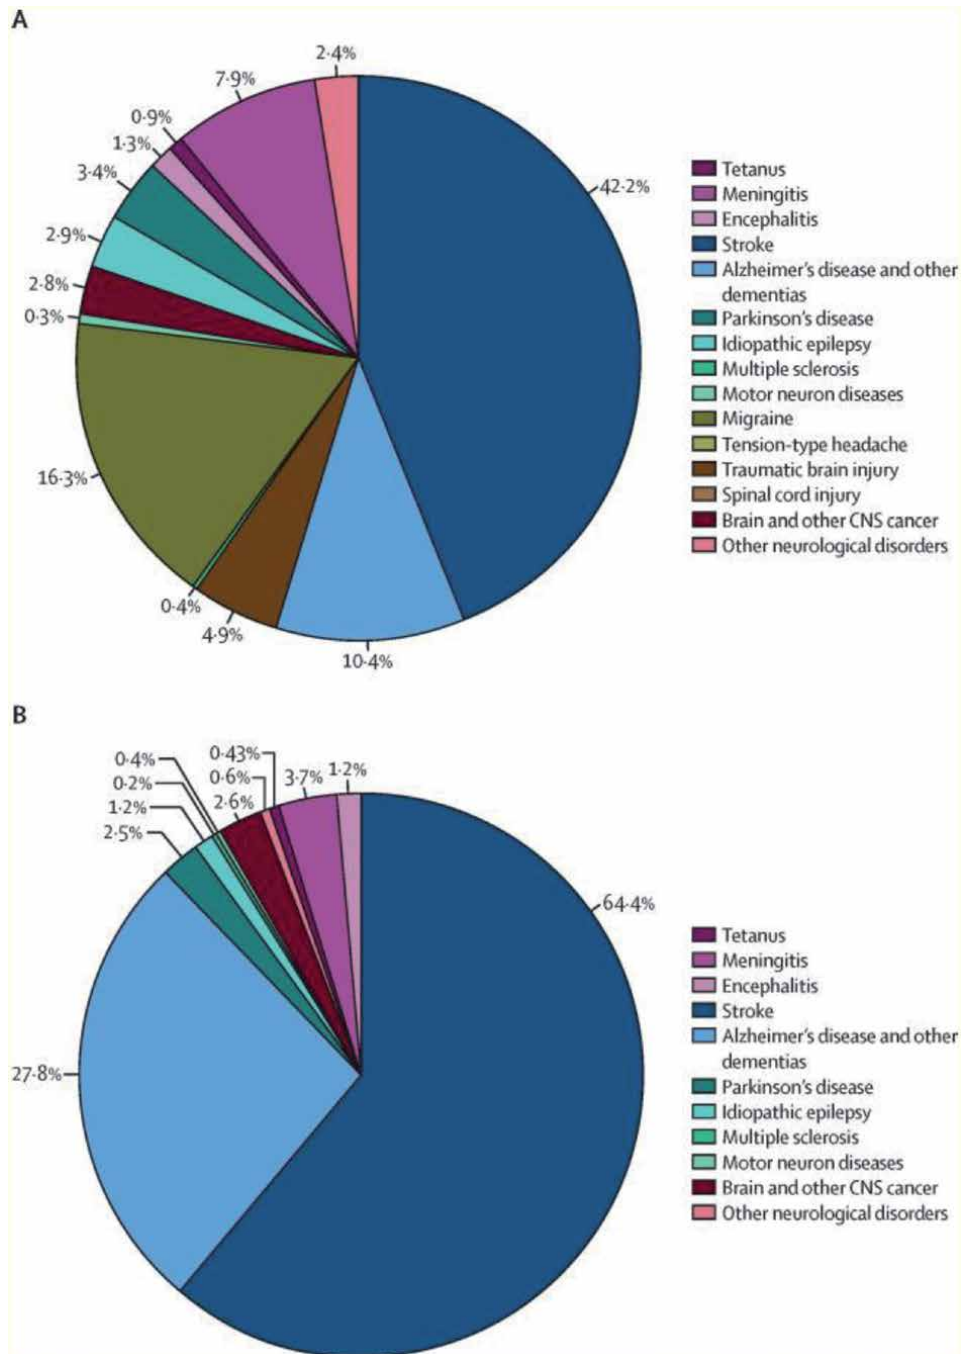 A
2·4%
7·9%
0·9%
1·3%
3·4%
2·9%
2·8%
0·3%
16·3%
0·4%
4·9%
10·4%
42·2%
Tetanus
Meningitis
Encephalitis
Stroke
Alzheimer's disease and other
dementias
Parkinson's disease
Idiopathic epilepsy
Multiple sclerosis
Motor neuron diseases
Migraine
Tension-type headache
Traumatic brain injury
Spinal cord injury
Brain and other CNS cancer
Other neurological disorders
B
0·4%
0·2%
1·2%
2·5%
0·43%
0·6%
2·6%
3·7%
1·2%
27·8%
64·4%
Tetanus
Meningitis
Encephalitis
Stroke
Alzheimer's disease and other
dementias
Parkinson's disease
Idiopathic epilepsy
Multiple sclerosis
Motor neuron diseases
Brain and other CNS cancer
Other neurological disorders